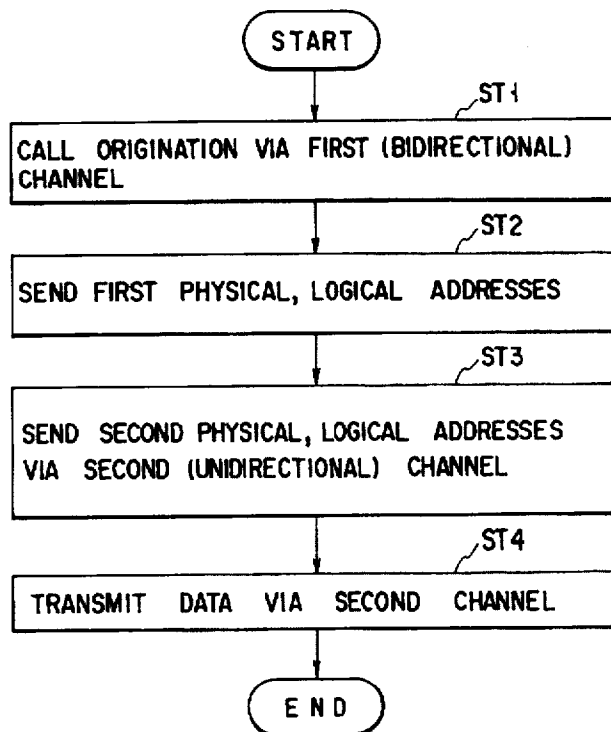 START
ST1
CALL ORIGINATION VIA FIRST (BIDIRECTIONAL)
CHANNEL
ST2
SEND FIRST PHYSICAL, LOGICAL ADDRESSES
ST3
SEND SECOND PHYSICAL, LOGICAL ADDRESSES
VIA SECOND (UNIDIRECTIONAL) CHANNEL
ST4
TRANSMIT DATA VIA SECOND CHANNEL
END